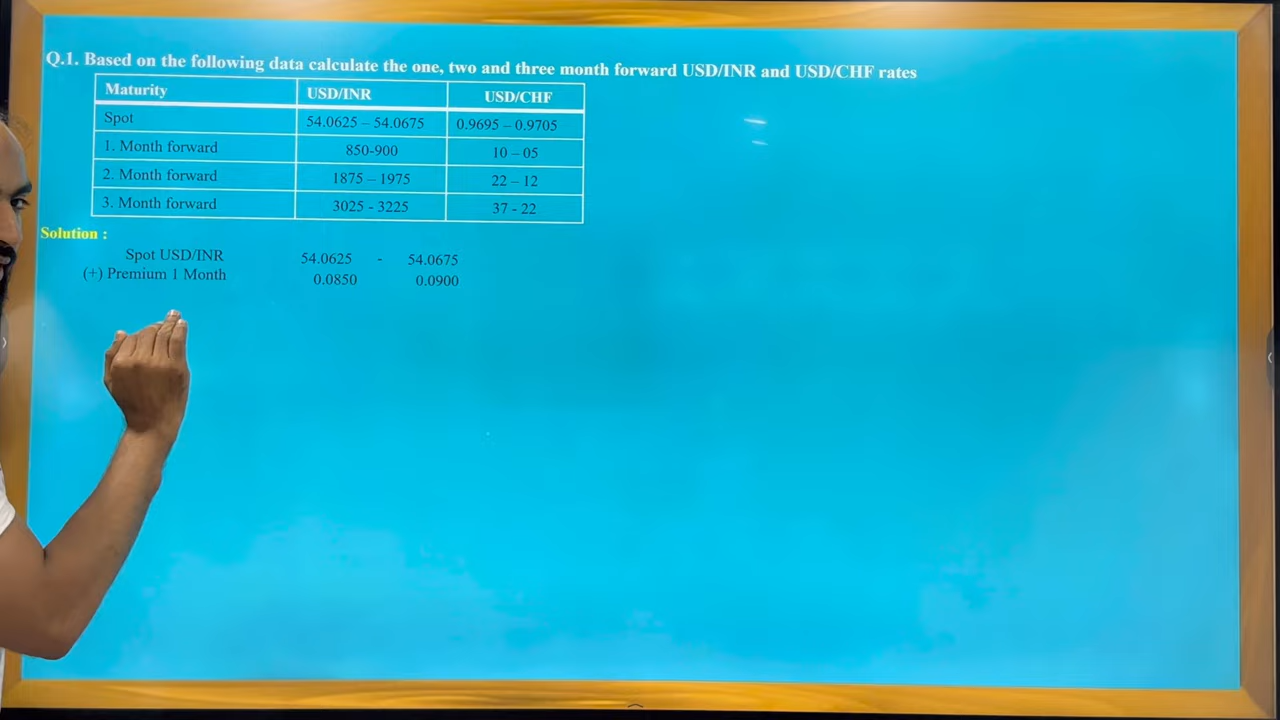 Q.1. Based on the following data calculate the one, two and three month forward USD/INR and USD/CHF rates
Maturity USD/INR USD/CHF
Spot 54.0625 – 54.0675 0.9695 – 0.9705
1. Month forward 850-900 10 – 05
2. Month forward 1875 – 1975 22 – 12
3. Month forward 3025 - 3225 37 - 22
Solution :
Spot USD/INR 54.0625 - 54.0675
(+) Premium 1 Month 0.0850 0.0900